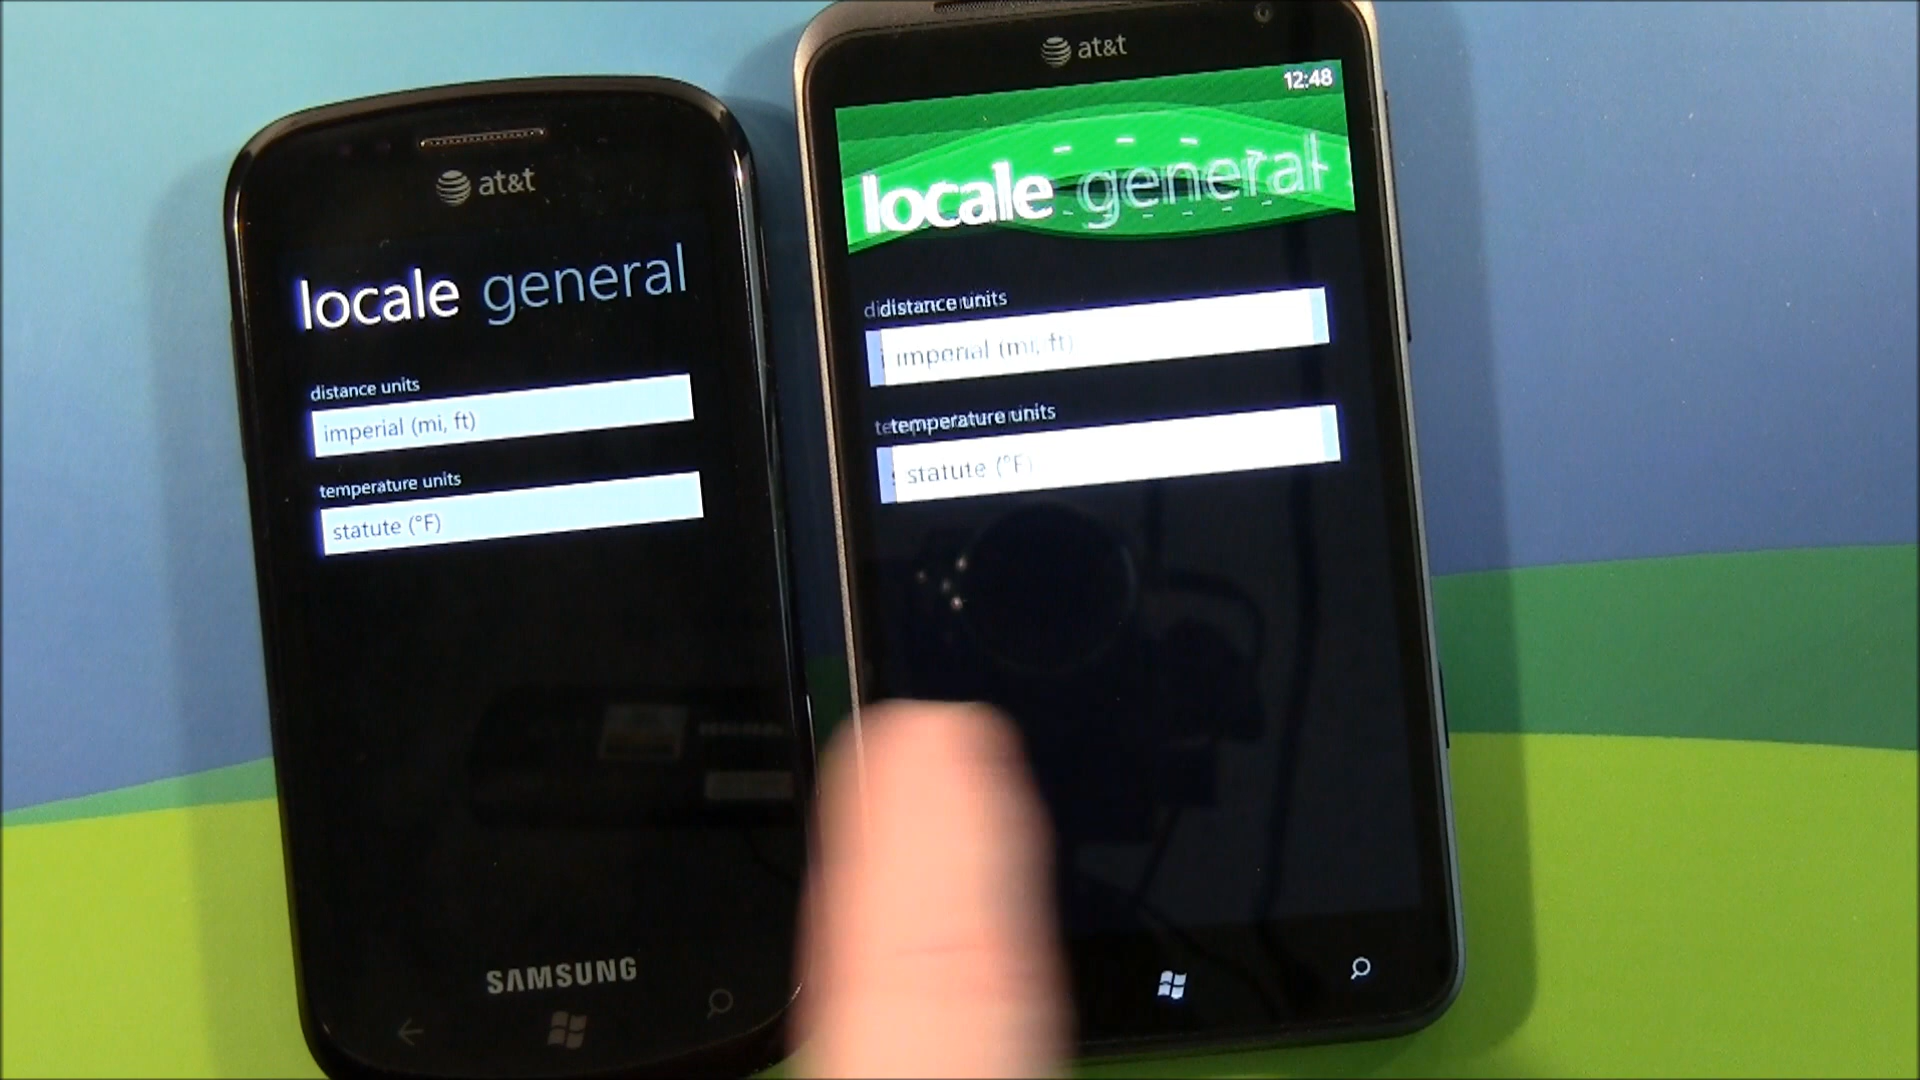 at&t
locale general
distance units
imperial (mi, ft)
temperature units
statute (°F)
SAMSUNG
at&t
12:48
locale general
distance units
imperial (mi, ft)
temperature units
statute (°F)